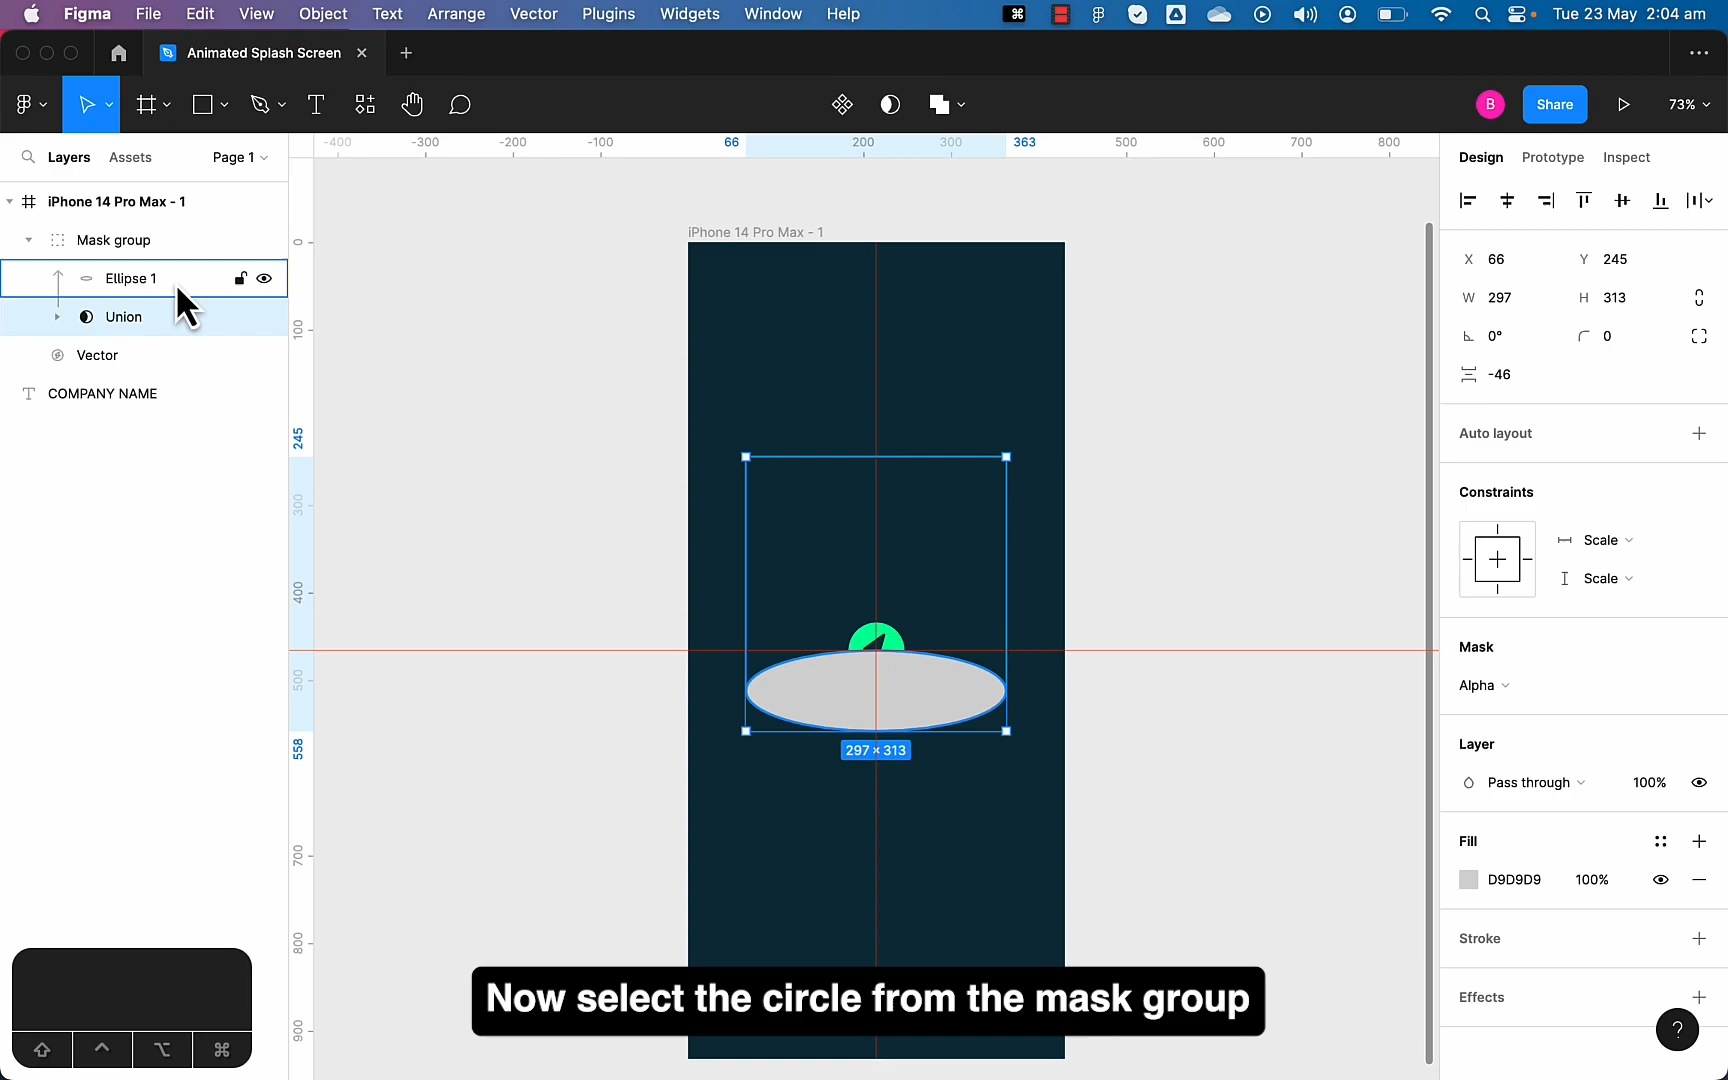 Figma File Edit View Object Text Arrange Vector Plugins Widgets Window Help Tue 23 May 2:04 am
Animated Splash Screen
B Share 73%
Layers Assets Page 1
-400 -300 -200 -100 66 200 300 363 500 600 700 800
Design Prototype Inspect
iPhone 14 Pro Max - 1
Mask group
Ellipse 1
Union
Vector
COMPANY NAME
0
100
245
300
400
500
558
700
800
900
iPhone 14 Pro Max - 1
297 × 313
X 66 Y 245
W 297 H 313
0° 0
-46
Auto layout
Constraints
Scale
Scale
Mask
Alpha
Layer
Pass through 100%
Fill
D9D9D9 100%
Stroke
Effects
?
Now select the circle from the mask group